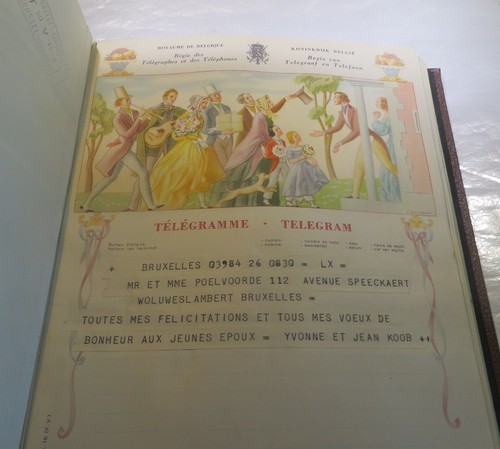 ROYAUME DE BELGIQUE
KONINKRIJK BELGIË
Régie des
Télégraphes et des Téléphones
Regie van
Telegraaf en Telefoon
TÉLÉGRAMME - TELEGRAM
+ BRUXELLES 03984 26 0830 = LX =
MR ET MME POELVOORDE 112 AVENUE SPEECKAERT
WOLUWESLAMBERT BRUXELLES =
TOUTES MES FELICITATIONS ET TOUS MES VOEUX DE
BONHEUR AUX JEUNES EPOUX = YVONNE ET JEAN KOOB ++